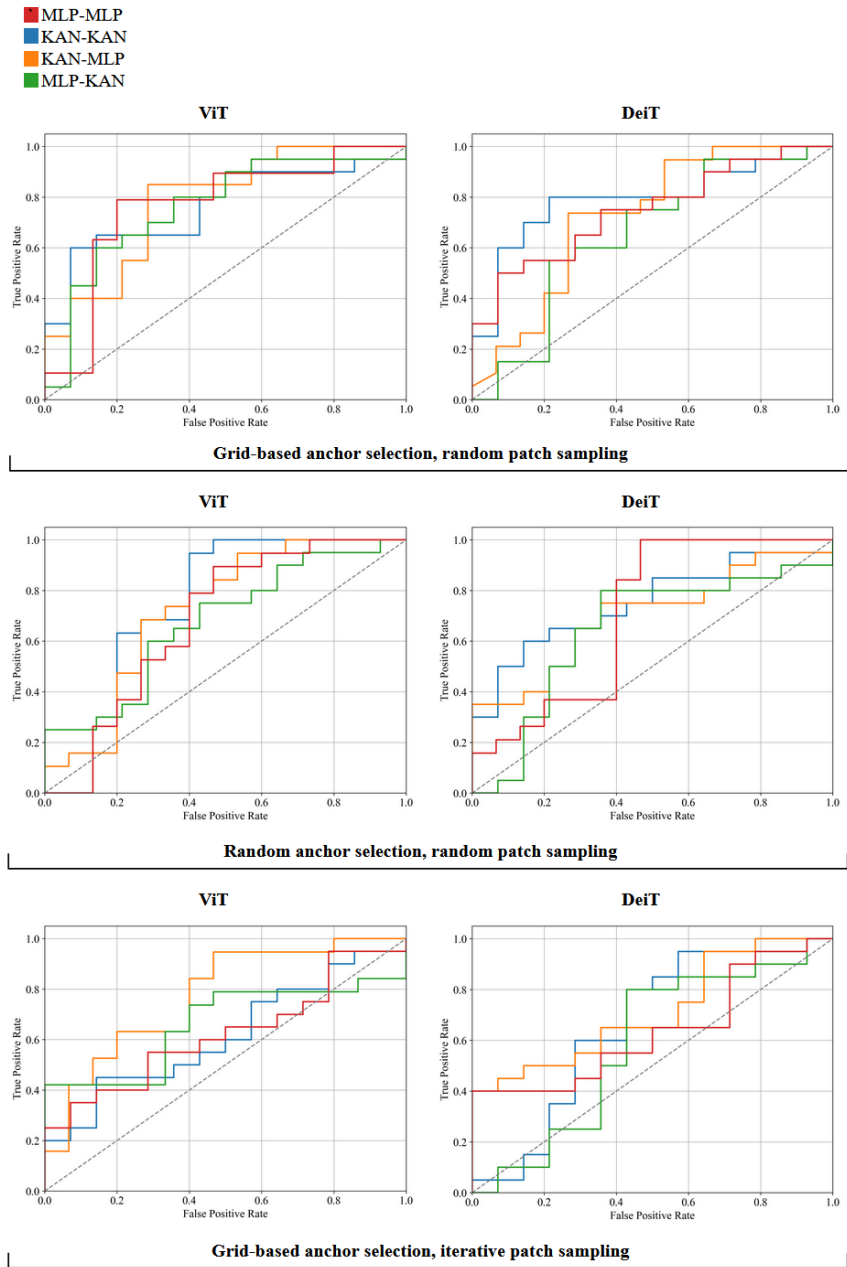 MLP-MLP
KAN-KAN
KAN-MLP
MLP-KAN
ViT
DeiT
1.0
0.8
0.6
0.4
0.2
0.0
True Positive Rate
0.0 0.2 0.4 0.6 0.8 1.0
False Positive Rate
1.0
0.8
0.6
0.4
0.2
0.0
True Positive Rate
0.0 0.2 0.4 0.6 0.8 1.0
False Positive Rate
Grid-based anchor selection, random patch sampling
ViT
DeiT
1.0
0.8
0.6
0.4
0.2
0.0
True Positive Rate
0.0 0.2 0.4 0.6 0.8 1.0
False Positive Rate
1.0
0.8
0.6
0.4
0.2
0.0
True Positive Rate
0.0 0.2 0.4 0.6 0.8 1.0
False Positive Rate
Random anchor selection, random patch sampling
ViT
DeiT
1.0
0.8
0.6
0.4
0.2
0.0
True Positive Rate
0.0 0.2 0.4 0.6 0.8 1.0
False Positive Rate
1.0
0.8
0.6
0.4
0.2
0.0
True Positive Rate
0.0 0.2 0.4 0.6 0.8 1.0
False Positive Rate
Grid-based anchor selection, iterative patch sampling